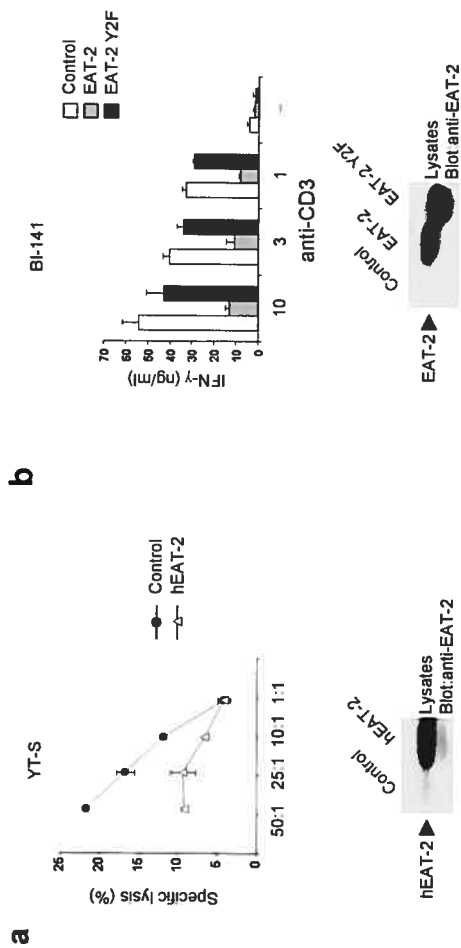 a
YT-S
Specific lysis (%)
25
20
15
10
5
0
50:1 25:1 10:1 1:1
Control
hEAT-2
Control
hEAT-2
hEAT-2
Lysates
Blot:anti-EAT-2
b
BI-141
IFN-γ (ng/ml)
70
60
50
40
30
20
10
0
10 3 1 –
anti-CD3
Control
EAT-2
EAT-2 Y2F
Control
EAT-2
EAT-2 Y2F
EAT-2
Lysates
Blot:anti-EAT-2